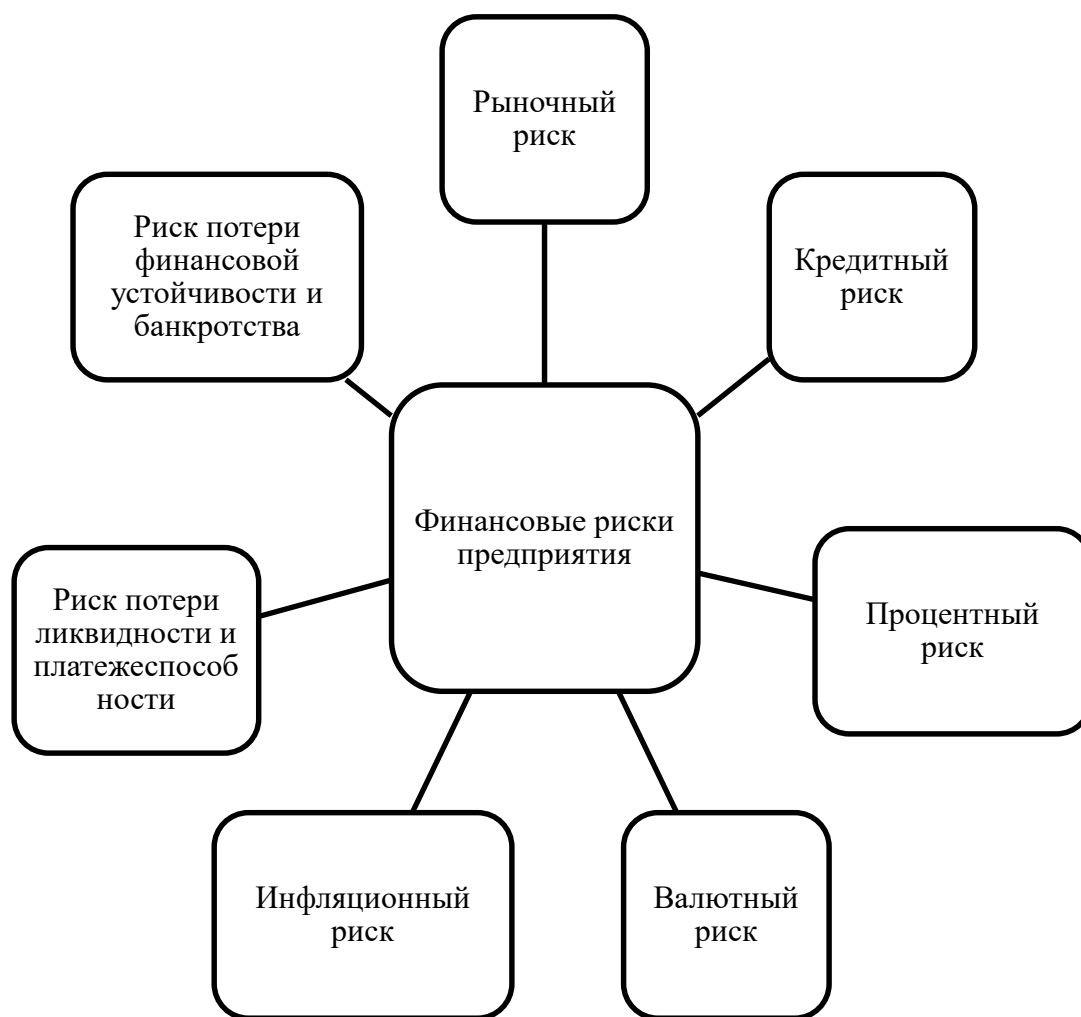 Рыночный
риск
Риск потери
финансовой
устойчивости и
банкротства
Кредитный
риск
Финансовые риски
предприятия
Риск потери
ликвидности и
платежеспособ
ности
Процентный
риск
Инфляционный
риск
Валютный
риск